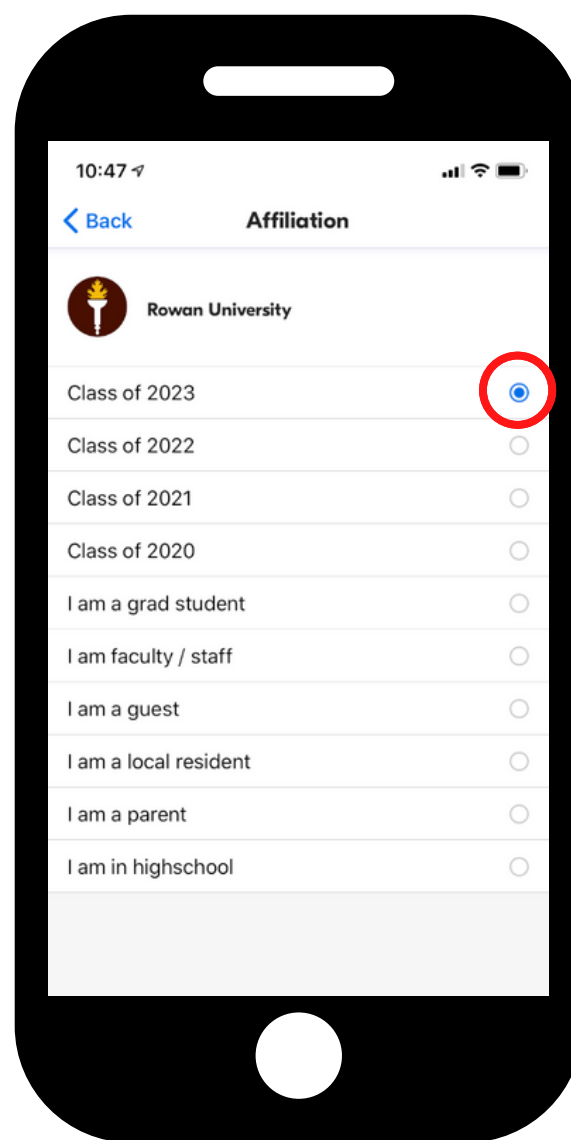 10:47
Back Affiliation
Rowan University
Class of 2023
Class of 2022
Class of 2021
Class of 2020
I am a grad student
I am faculty / staff
I am a guest
I am a local resident
I am a parent
I am in highschool